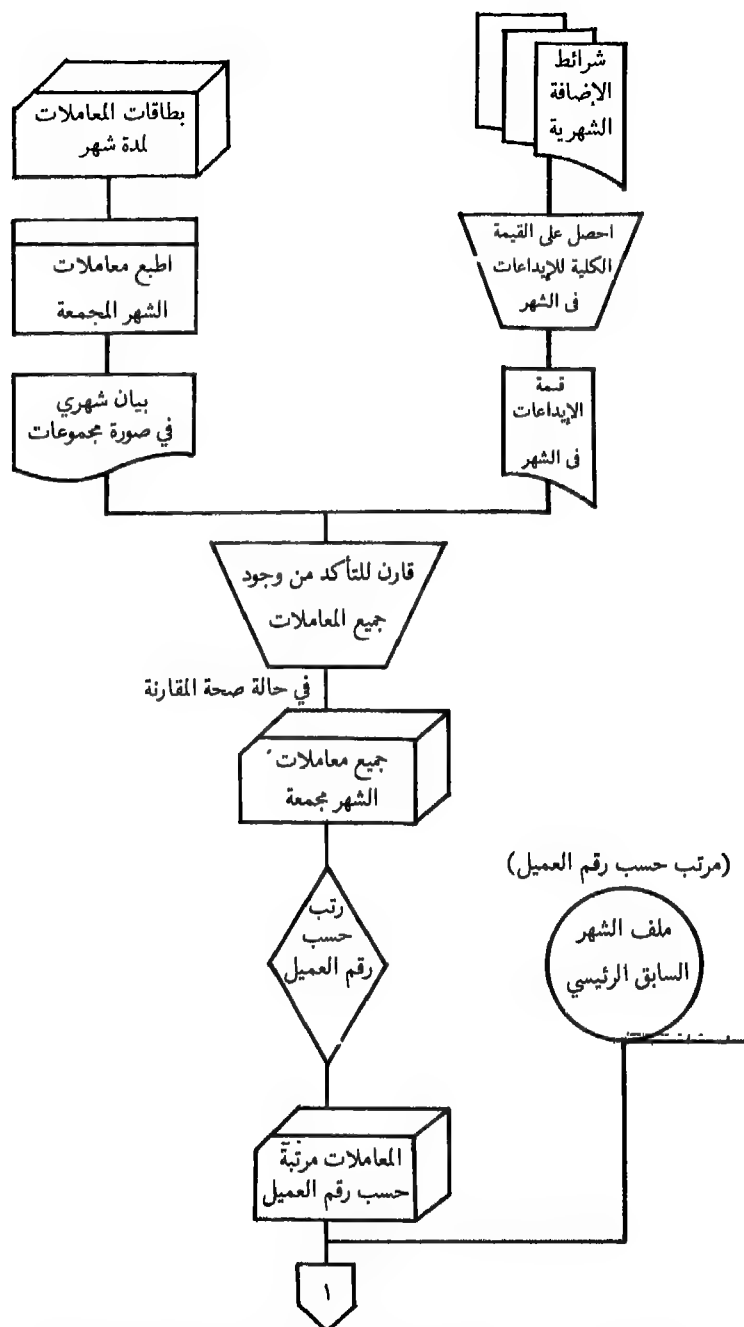 شرائط
الإضافة
الشهرية
بطاقات المعاملات
لمدة شهر
احصل على القيمة
الكلية للإيداعات
فى الشهر
اطبع معاملات
الشهر المجمعة
قسمة
الإيداعات
فى الشهر
بيان شهري
في صورة مجموعات
قارن للتأكد من وجود
جميع المعاملات
في حالة صحة المقارنة
جميع معاملات
الشهر مجمعة
رتب
حسب
رقم العميل
(مرتب حسب رقم العميل)
ملف الشهر
السابق الرئيسي
المعاملات مرتبة
حسب رقم العميل
١